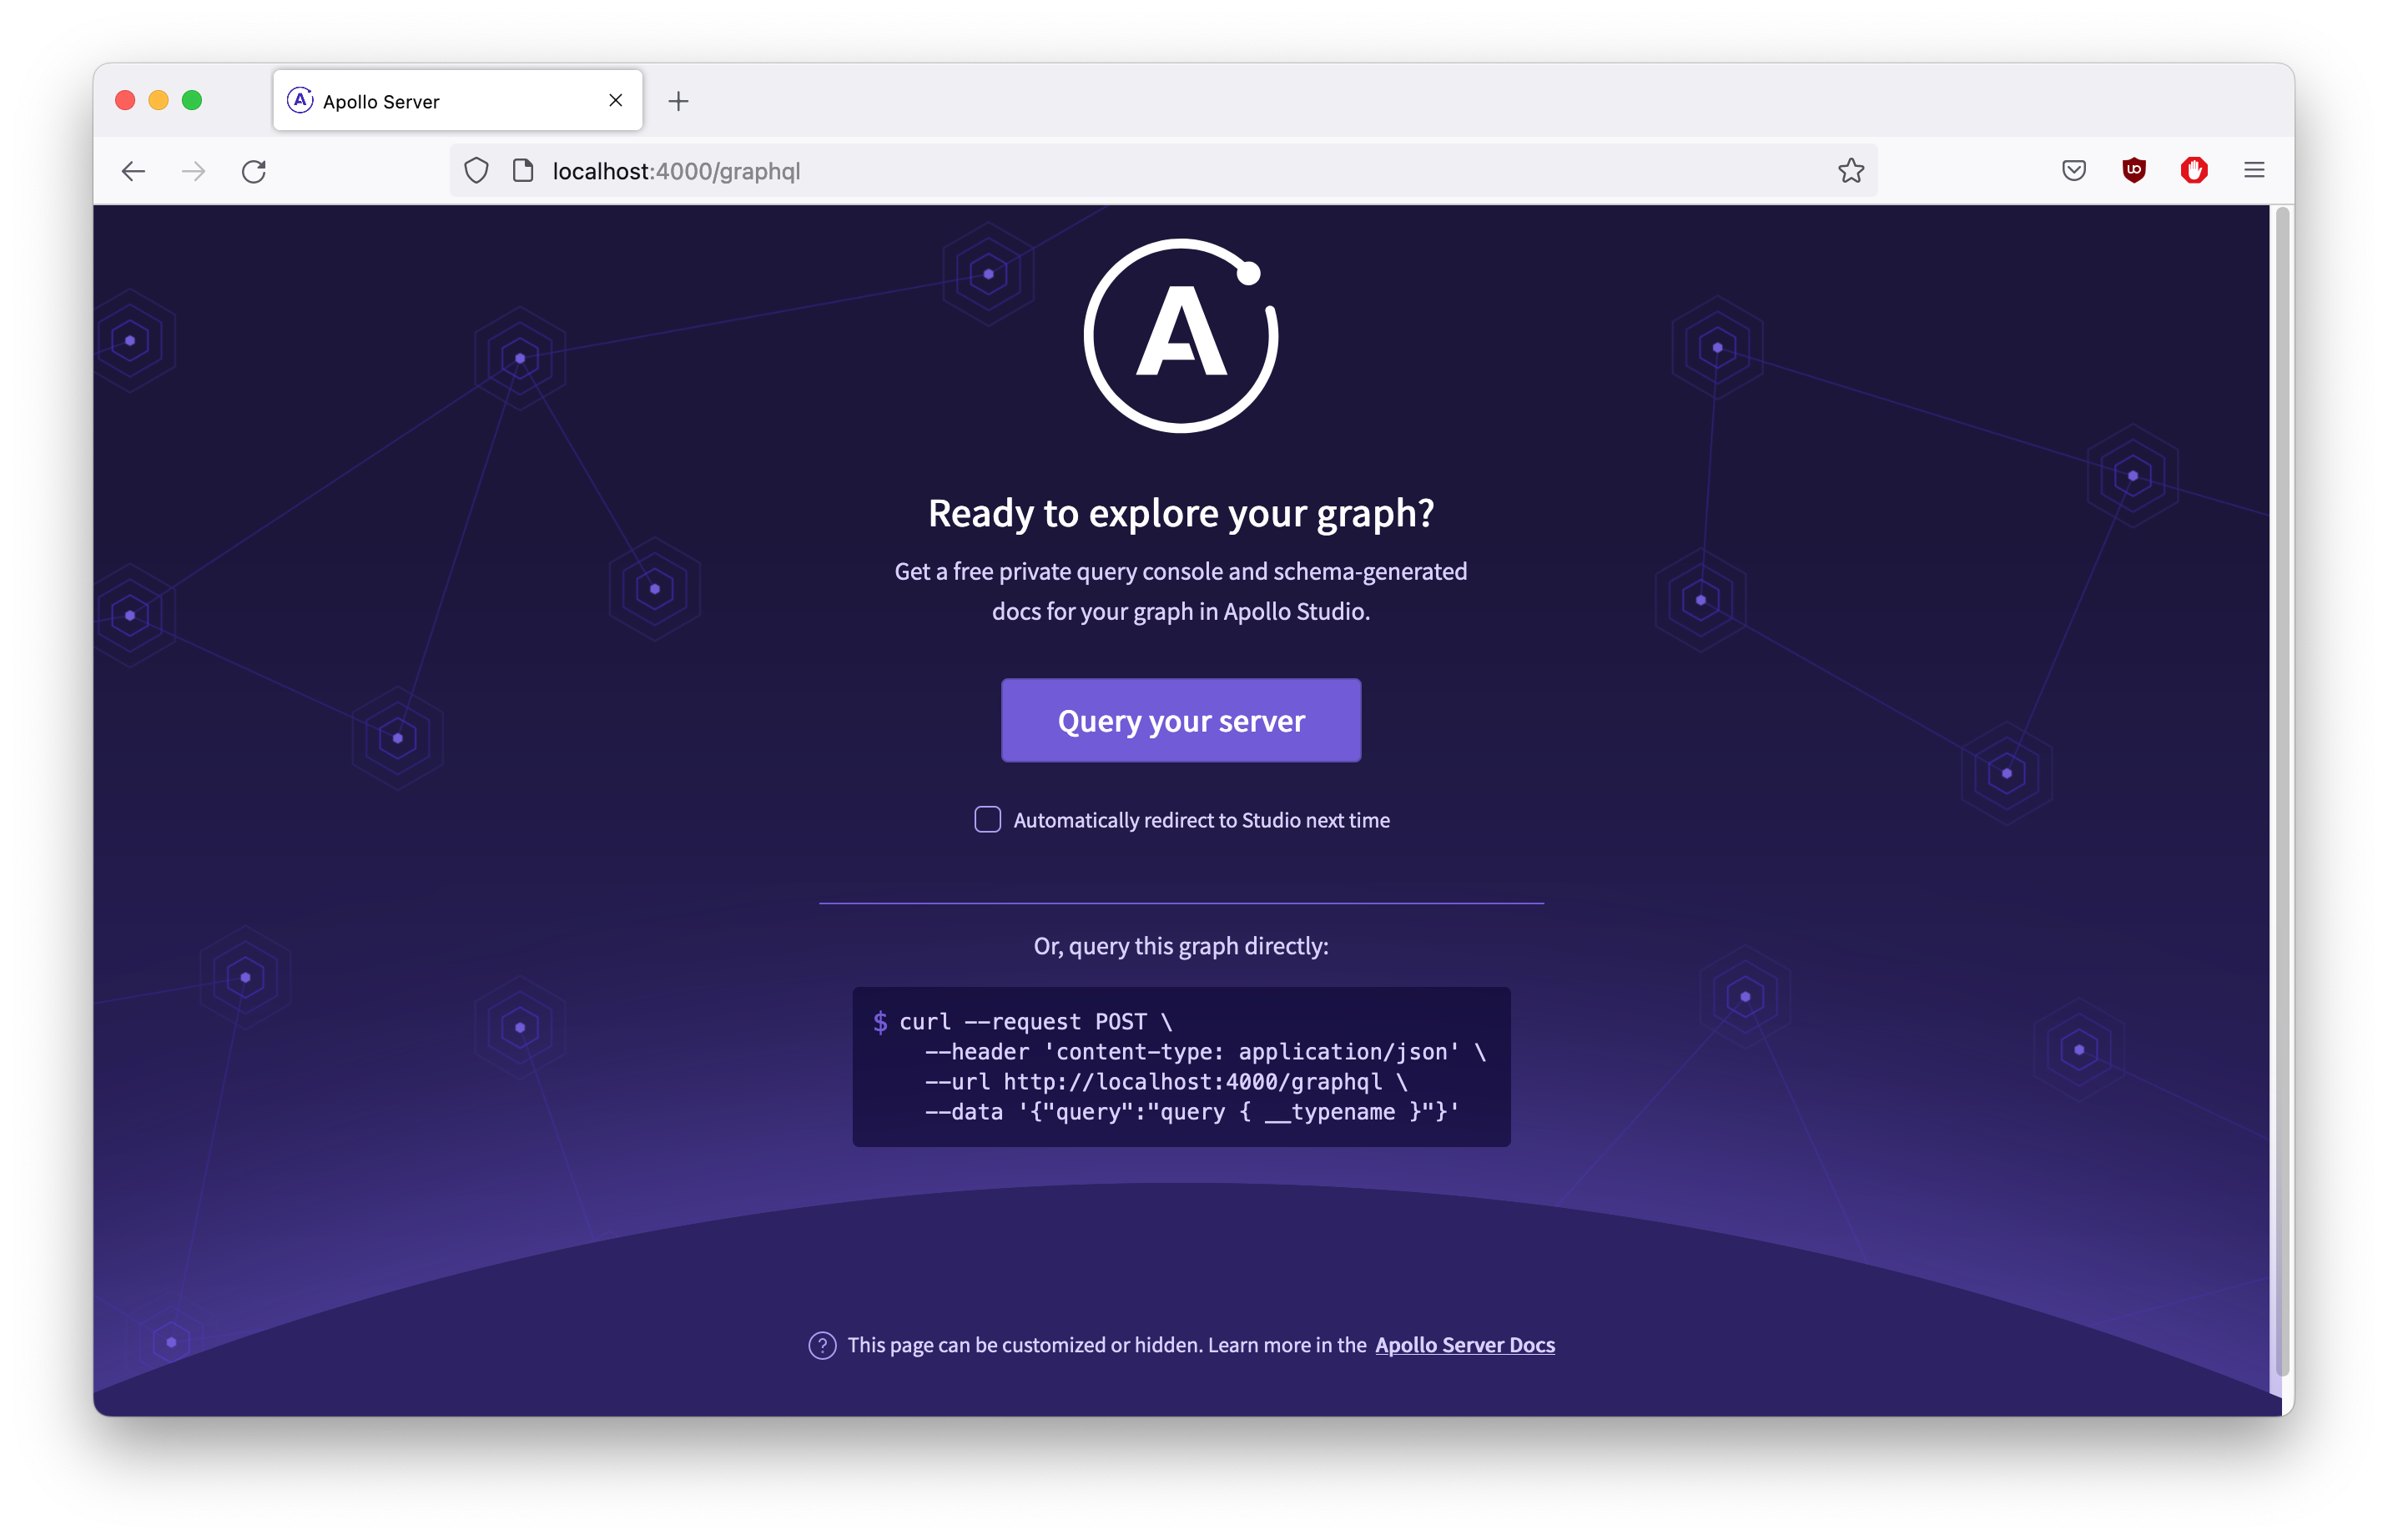 Apollo Server
localhost:4000/graphql
A
Ready to explore your graph?
Get a free private query console and schema-generated
docs for your graph in Apollo Studio.
Query your server
Automatically redirect to Studio next time
Or, query this graph directly:
$ curl --request POST \
--header 'content-type: application/json' \
--url http://localhost:4000/graphql \
--data '{"query":"query { __typename }"}'
? This page can be customized or hidden. Learn more in the Apollo Server Docs